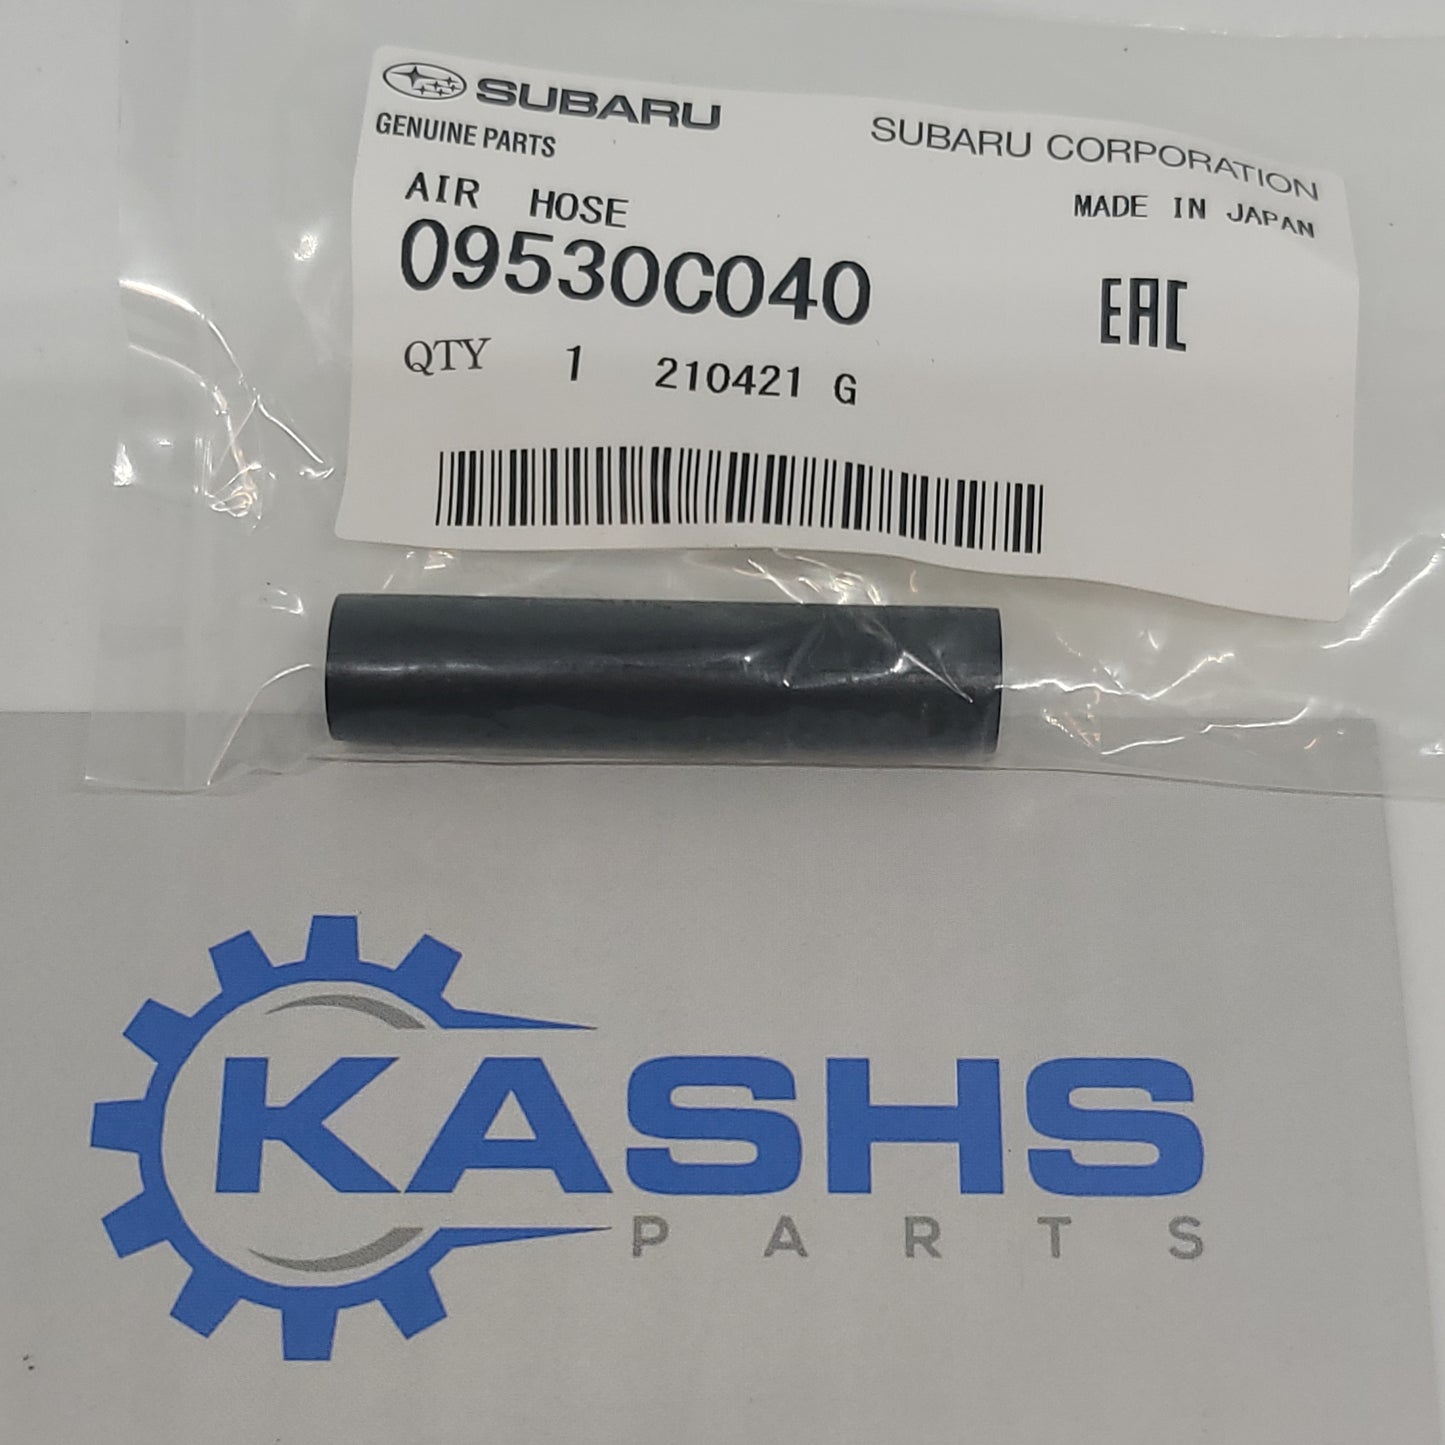 SUBARU
GENUINE PARTS
SUBARU CORPORATION
AIR HOSE
MADE IN JAPAN
09530C040
EAC
QTY 1 210421 G
KASHS
PARTS